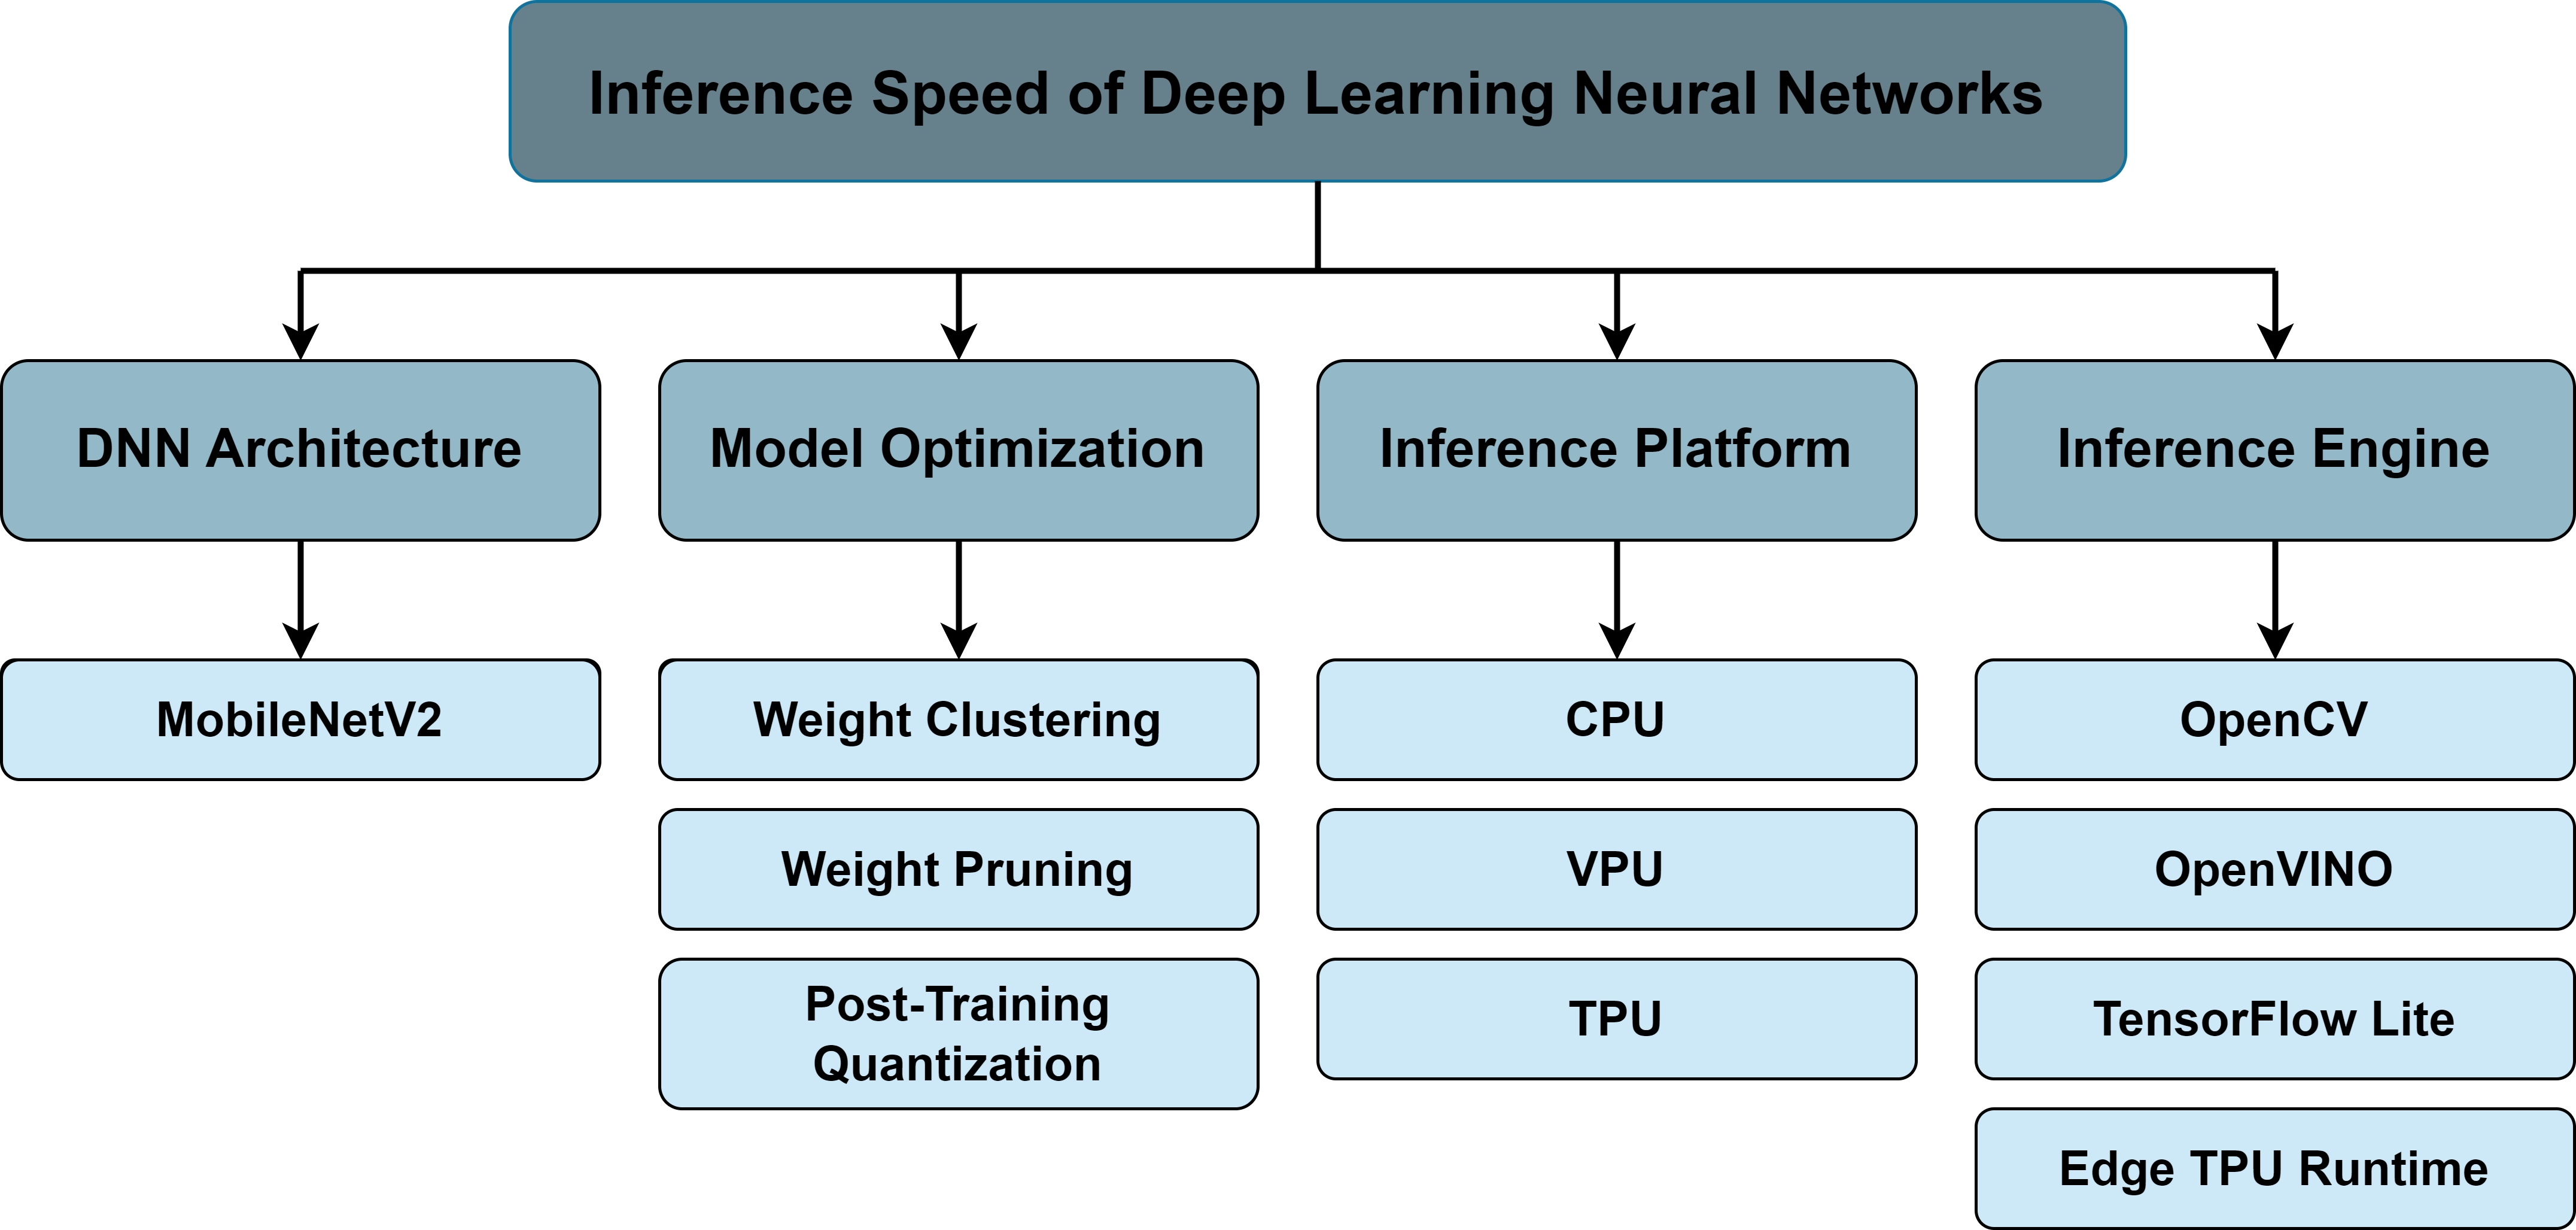 Inference Speed of Deep Learning Neural Networks
DNN Architecture
Model Optimization
Inference Platform
Inference Engine
MobileNetV2
Weight Clustering
CPU
OpenCV
Weight Pruning
VPU
OpenVINO
Post-Training
Quantization
TPU
TensorFlow Lite
Edge TPU Runtime